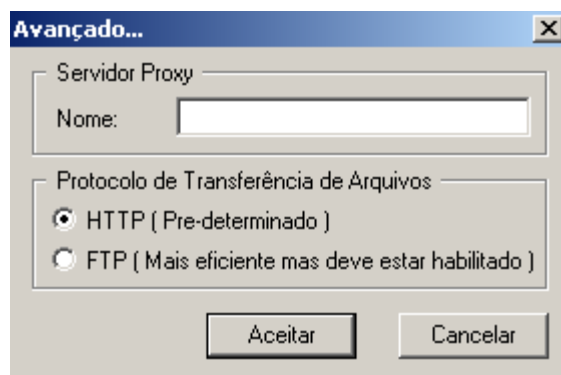 Avançado...
Servidor Proxy
Nome:
Protocolo de Transferência de Arquivos
HTTP ( Pre-determinado )
FTP ( Mais eficiente mas deve estar habilitado )
Aceitar Cancelar